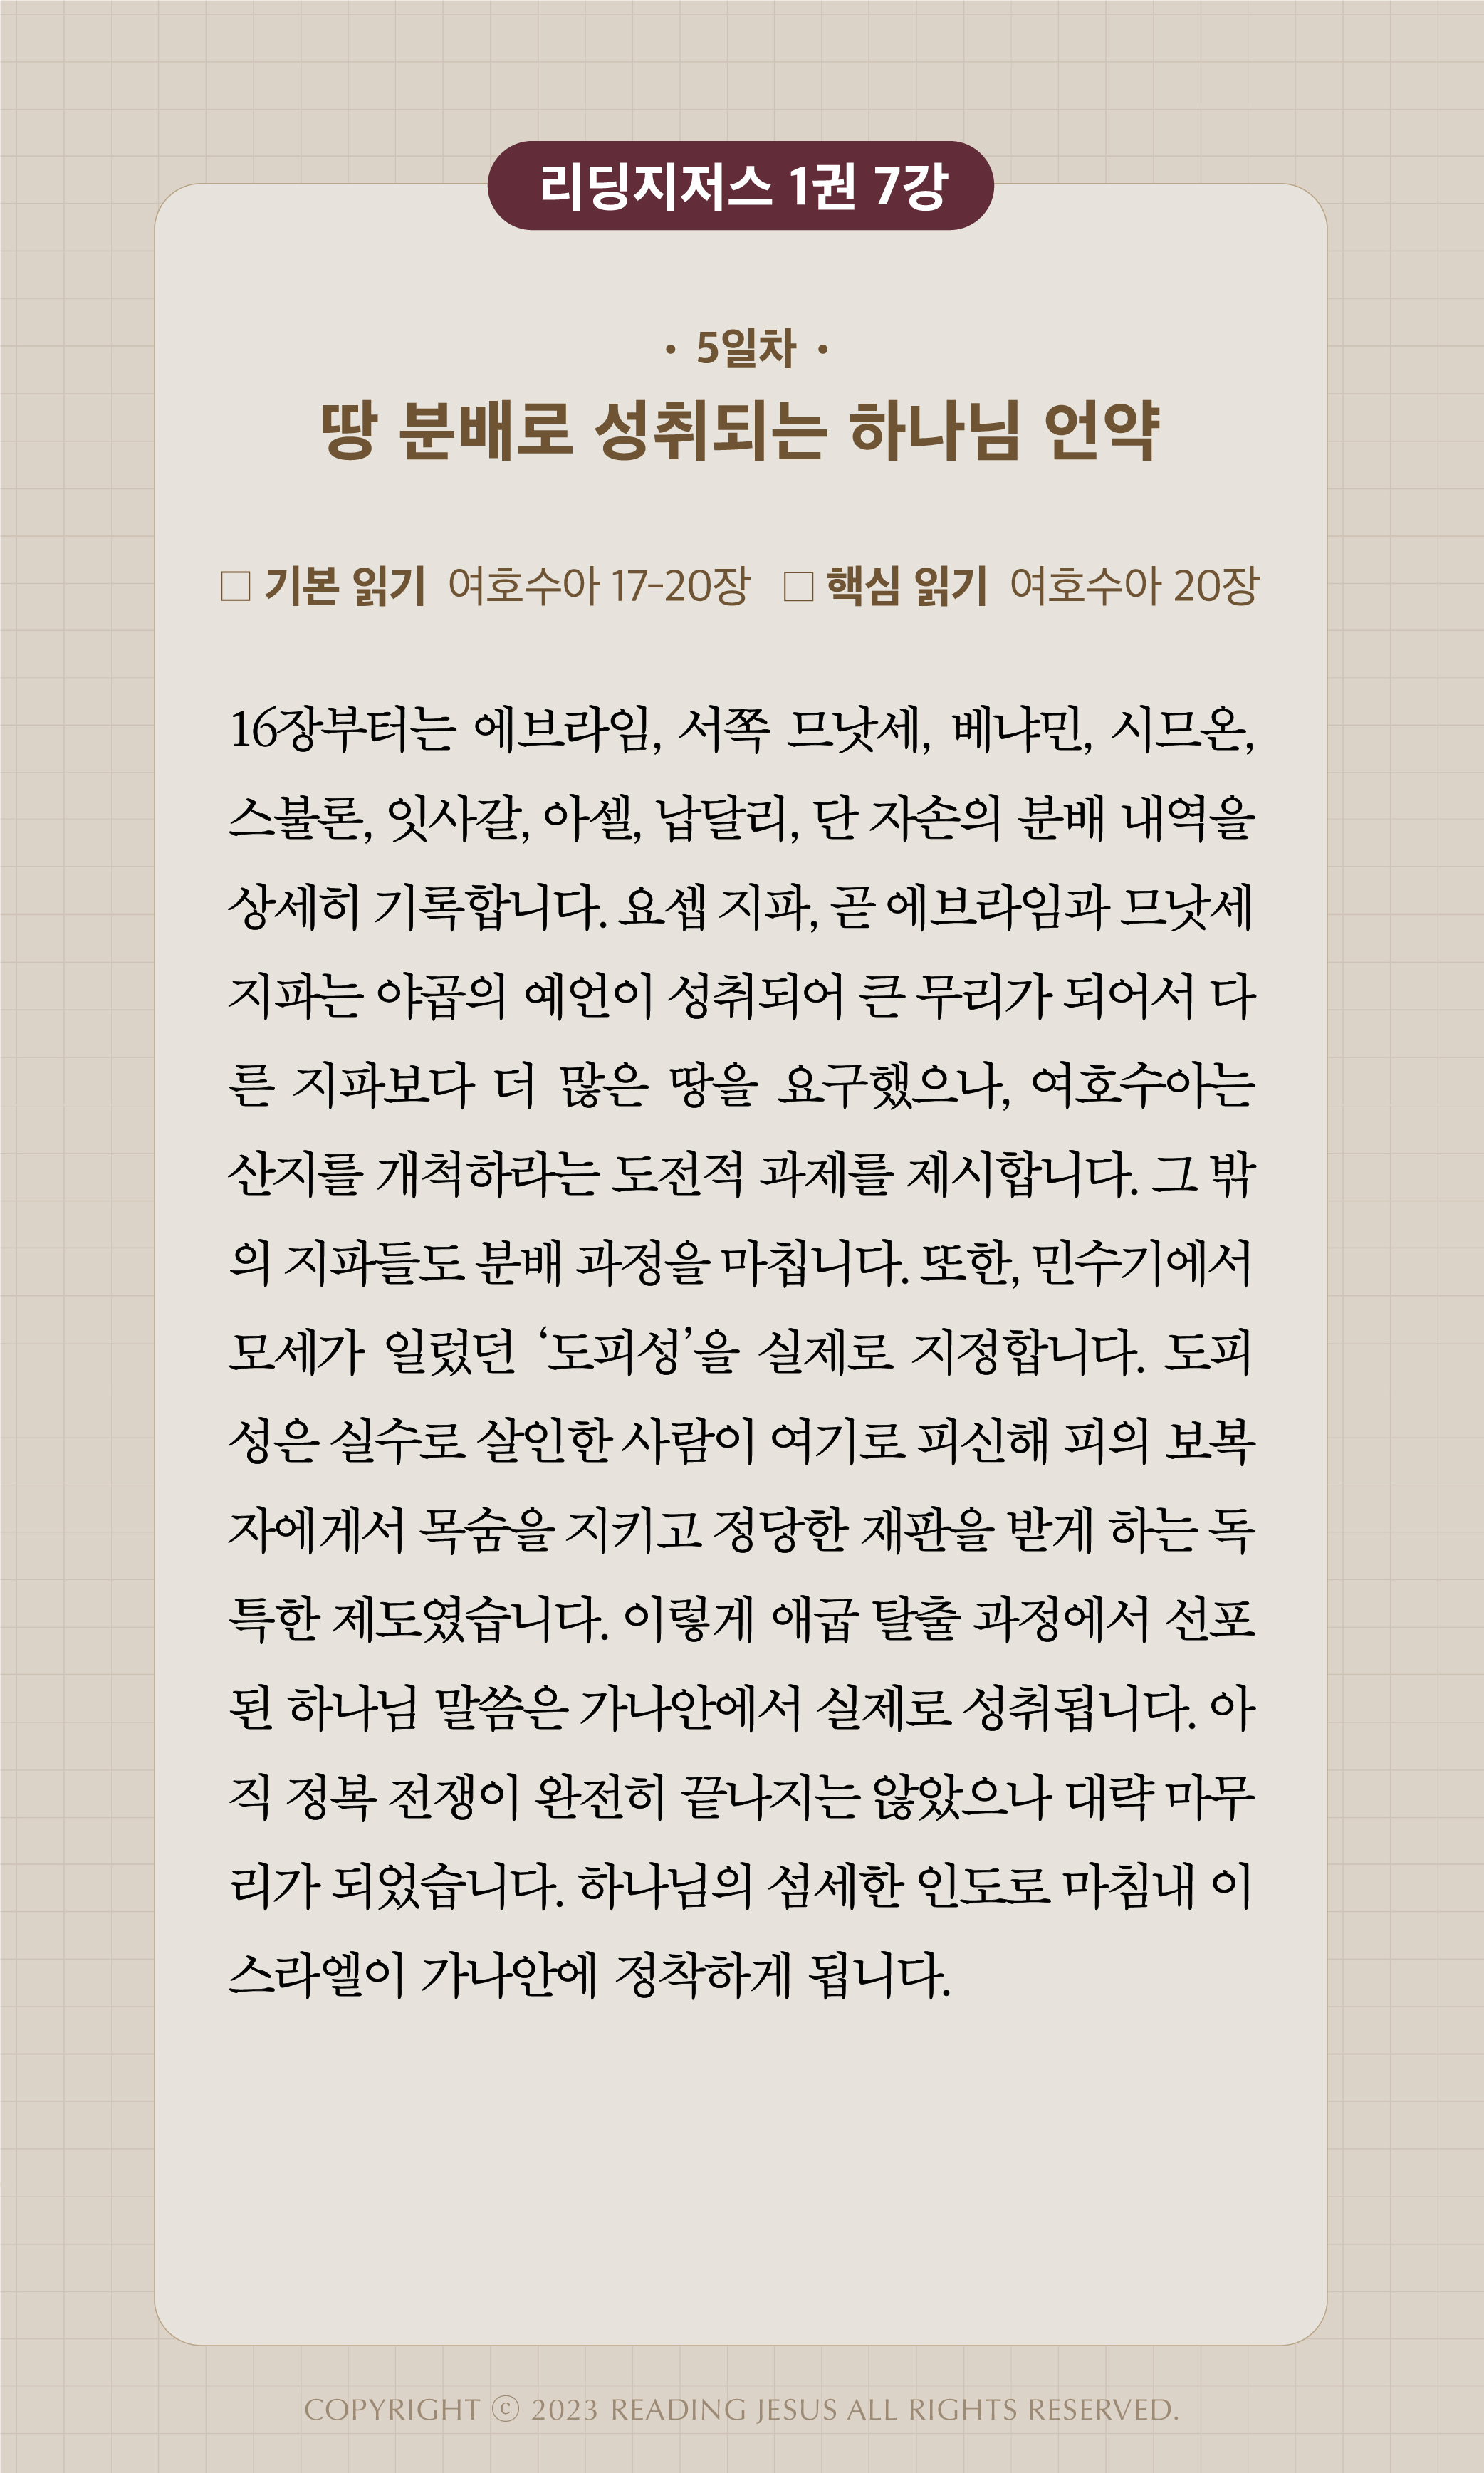 리딩지저스 1권 7강
· 5일차 ·
땅 분배로 성취되는 하나님 언약
□ 기본 읽기 여호수아 17-20장 □ 핵심 읽기 여호수아 20장
16장부터는 에브라임, 서쪽 므낫세, 베냐민, 시므온,
스불론, 잇사갈, 아셀, 납달리, 단 자손의 분배 내역을
상세히 기록합니다. 요셉 지파, 곧 에브라임과 므낫세
지파는 야곱의 예언이 성취되어 큰 무리가 되어서 다
른 지파보다 더 많은 땅을 요구했으나, 여호수아는
산지를 개척하라는 도전적 과제를 제시합니다. 그 밖
의 지파들도 분배 과정을 마칩니다. 또한, 민수기에서
모세가 일렀던 ‘도피성’을 실제로 지정합니다. 도피
성은 실수로 살인한 사람이 여기로 피신해 피의 보복
자에게서 목숨을 지키고 정당한 재판을 받게 하는 독
특한 제도였습니다. 이렇게 애굽 탈출 과정에서 선포
된 하나님 말씀은 가나안에서 실제로 성취됩니다. 아
직 정복 전쟁이 완전히 끝나지는 않았으나 대략 마무
리가 되었습니다. 하나님의 섬세한 인도로 마침내 이
스라엘이 가나안에 정착하게 됩니다.
COPYRIGHT ⓒ 2023 READING JESUS ALL RIGHTS RESERVED.